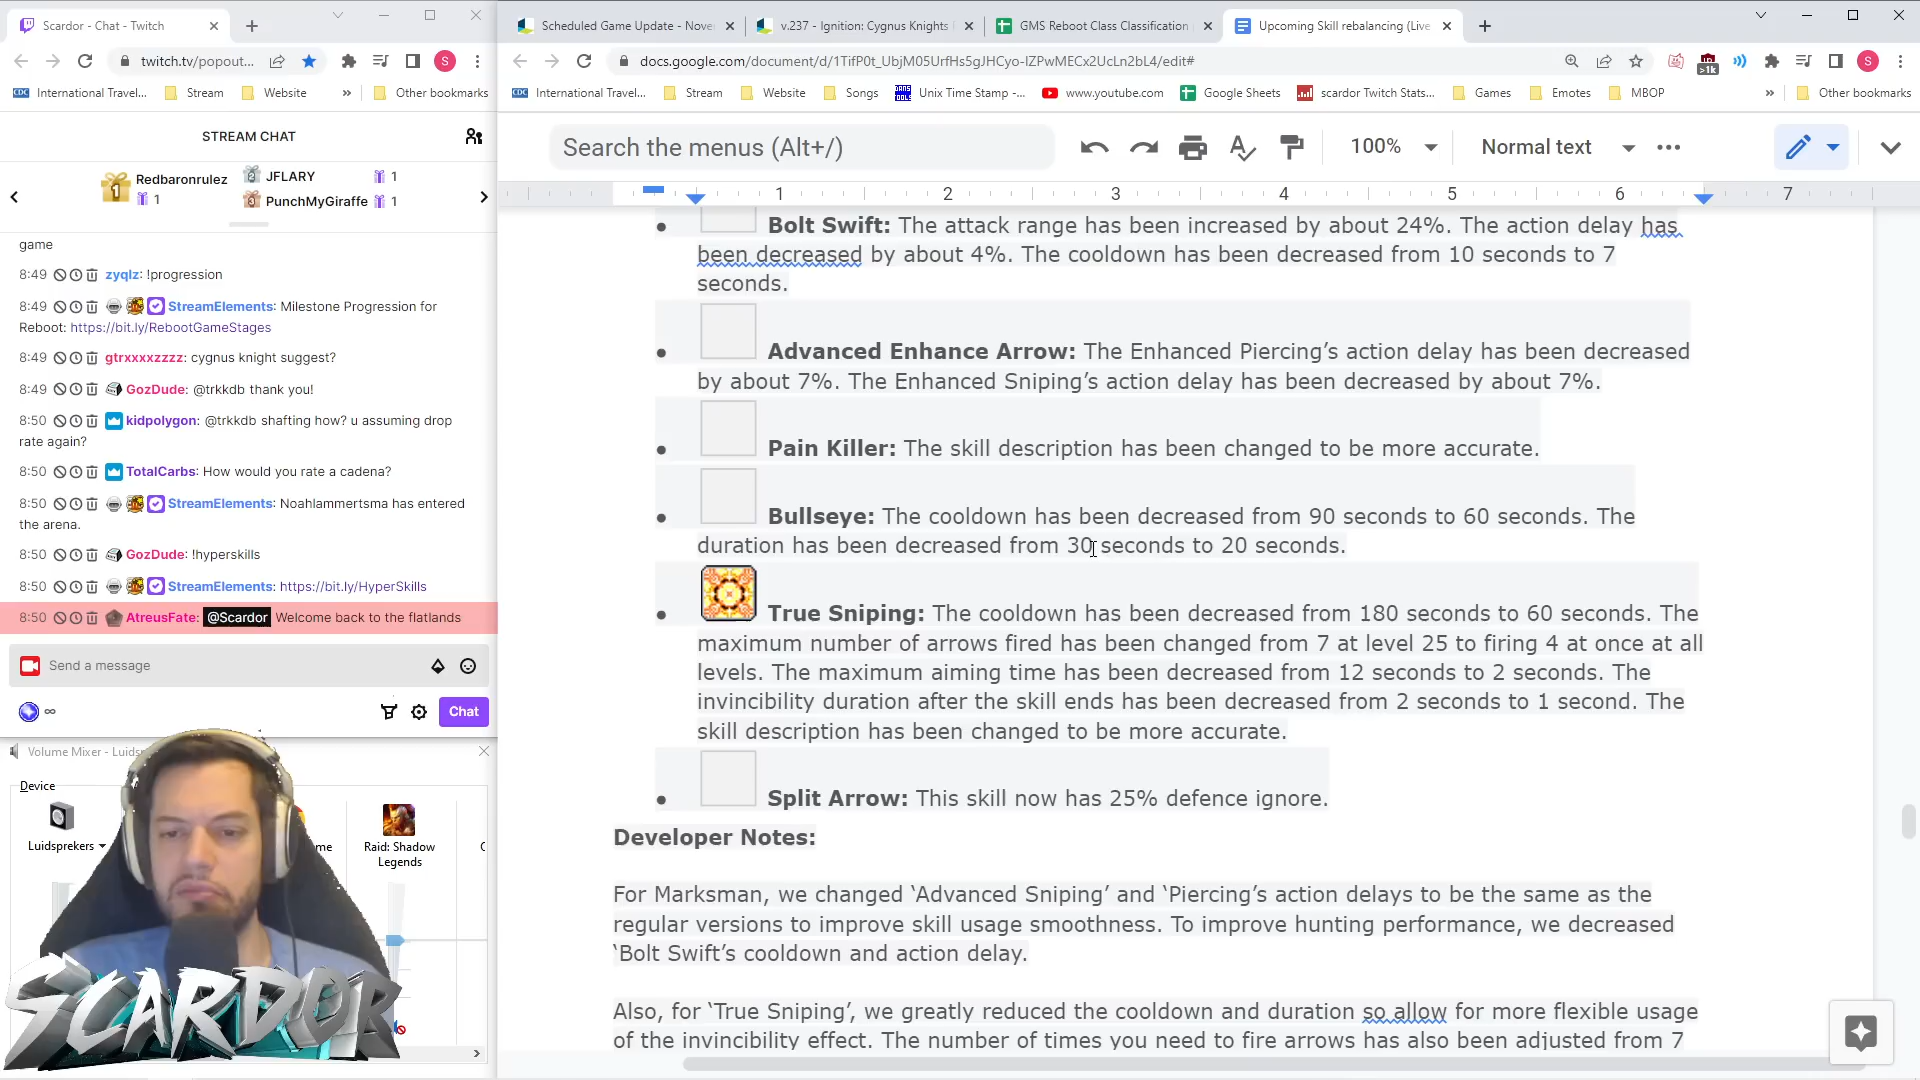 Scardor - Chat - Twitch
Scheduled Game Update - Nove
v.237 - Ignition: Cygnus Knights
GMS Reboot Class Classification
Upcoming Skill rebalancing (Live
twitch.tv/popout...
S
docs.google.com/document/d/1TifP0t_UbjM05UrfHs5gJHCyo-IZPwMECx2UcLn2bL4/edit#
>1k
S
International Travel...
Stream
Website
»
Other bookmarks
International Travel...
Stream
Website
Songs
Unix Time Stamp -...
www.youtube.com
Google Sheets
scardor Twitch Stats...
Games
Emotes
MBOP
»
Other bookmarks
STREAM CHAT
1 Redbaronrulez
1
2 JFLARY 1
3 PunchMyGiraffe 1
game
8:49 zyqlz: !progression
8:49 StreamElements: Milestone Progression for
Reboot: https://bit.ly/RebootGameStages
8:49 gtrxxxxzzzz: cygnus knight suggest?
8:49 GozDude: @trkkdb thank you!
8:50 kidpolygon: @trkkdb shafting how? u assuming drop
rate again?
8:50 TotalCarbs: How would you rate a cadena?
8:50 StreamElements: Noahlammertsma has entered
the arena.
8:50 GozDude: !hyperskills
8:50 StreamElements: https://bit.ly/HyperSkills
8:50 AtreusFate: @Scardor Welcome back to the flatlands
Send a message
∞
Chat
Volume Mixer - Luids
Device
Luidsprekers
me
Raid: Shadow
Legends
SCARDOR
Search the menus (Alt+/)
100%
Normal text
1 2 3 4 5 6 7
• Bolt Swift: The attack range has been increased by about 24%. The action delay has
been decreased by about 4%. The cooldown has been decreased from 10 seconds to 7
seconds.
• Advanced Enhance Arrow: The Enhanced Piercing’s action delay has been decreased
by about 7%. The Enhanced Sniping’s action delay has been decreased by about 7%.
• Pain Killer: The skill description has been changed to be more accurate.
• Bullseye: The cooldown has been decreased from 90 seconds to 60 seconds. The
duration has been decreased from 30 seconds to 20 seconds.
• True Sniping: The cooldown has been decreased from 180 seconds to 60 seconds. The
maximum number of arrows fired has been changed from 7 at level 25 to firing 4 at once at all
levels. The maximum aiming time has been decreased from 12 seconds to 2 seconds. The
invincibility duration after the skill ends has been decreased from 2 seconds to 1 second. The
skill description has been changed to be more accurate.
• Split Arrow: This skill now has 25% defence ignore.
Developer Notes:
For Marksman, we changed ‘Advanced Sniping’ and ‘Piercing’s action delays to be the same as the
regular versions to improve skill usage smoothness. To improve hunting performance, we decreased
‘Bolt Swift’s cooldown and action delay.
Also, for ‘True Sniping’, we greatly reduced the cooldown and duration so allow for more flexible usage
of the invincibility effect. The number of times you need to fire arrows has also been adjusted from 7